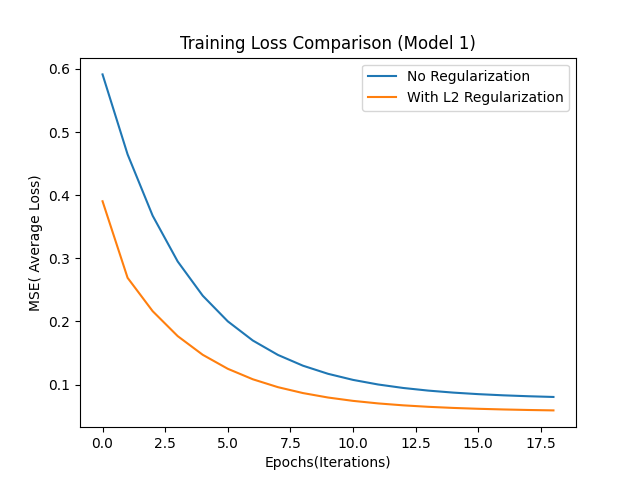 Training Loss Comparison (Model 1)
No Regularization
With L2 Regularization
MSE( Average Loss)
0.6
0.5
0.4
0.3
0.2
0.1
0.0 2.5 5.0 7.5 10.0 12.5 15.0 17.5
Epochs(Iterations)